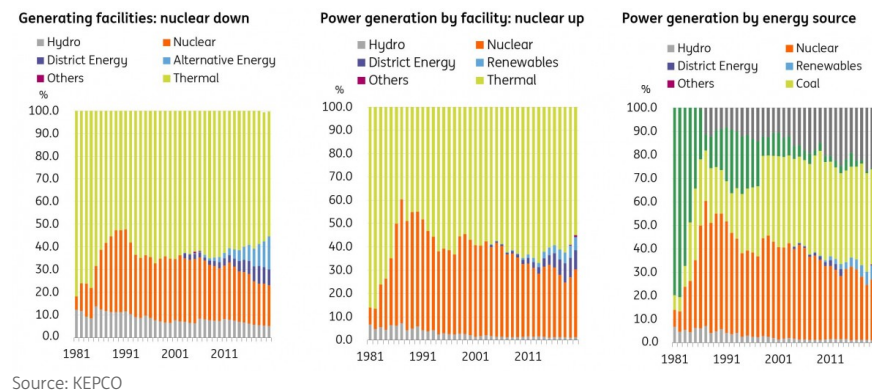 Generating facilities: nuclear down
Hydro Nuclear
District Energy Alternative Energy
Others Thermal
%
100.0
90.0
80.0
70.0
60.0
50.0
40.0
30.0
20.0
10.0
0.0
1981 1991 2001 2011
Power generation by facility: nuclear up
Hydro Nuclear
District Energy Renewables
Others Thermal
%
100.0
90.0
80.0
70.0
60.0
50.0
40.0
30.0
20.0
10.0
0.0
1981 1991 2001 2011
Power generation by energy source
Hydro Nuclear
District Energy Renewables
Others Coal
%
100.0
90.0
80.0
70.0
60.0
50.0
40.0
30.0
20.0
10.0
0.0
1981 1991 2001 2011
Source: KEPCO